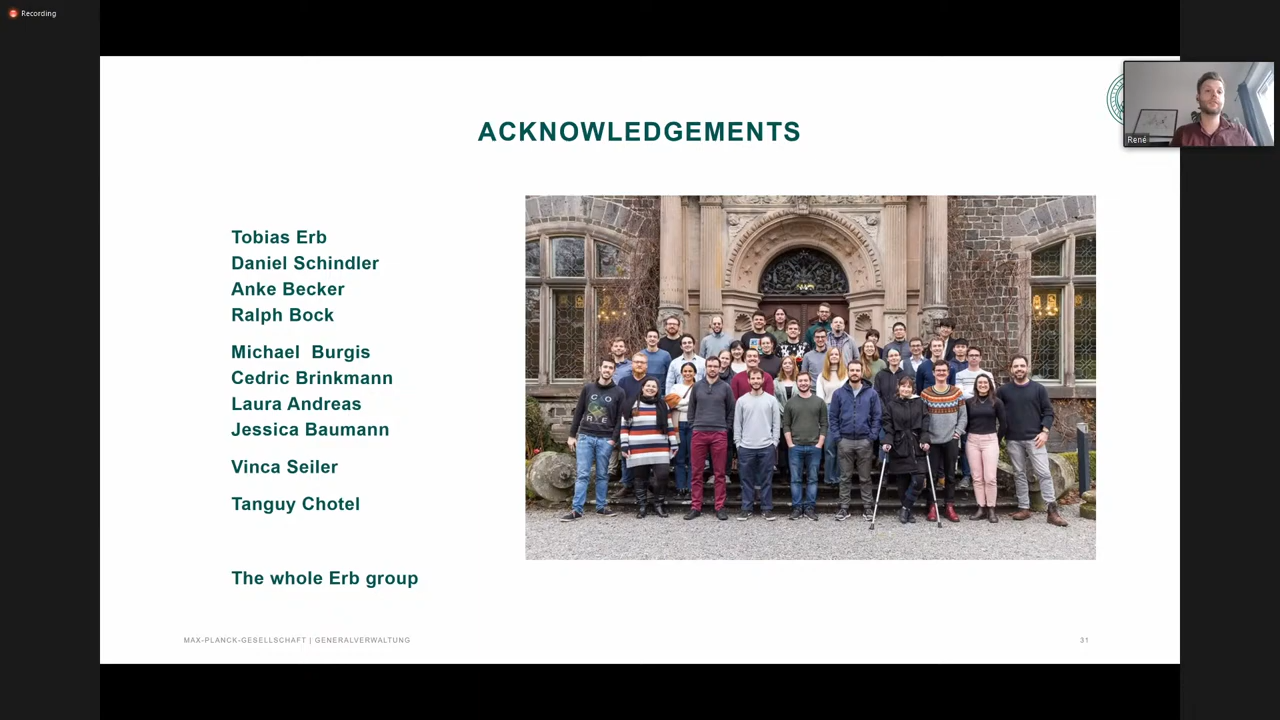 Recording
ACKNOWLEDGEMENTS
René
Tobias Erb
Daniel Schindler
Anke Becker
Ralph Bock
Michael  Burgis
Cedric Brinkmann
Laura Andreas
Jessica Baumann
Vinca Seiler
Tanguy Chotel
The whole Erb group
MAX-PLANCK-GESELLSCHAFT | GENERALVERWALTUNG
31